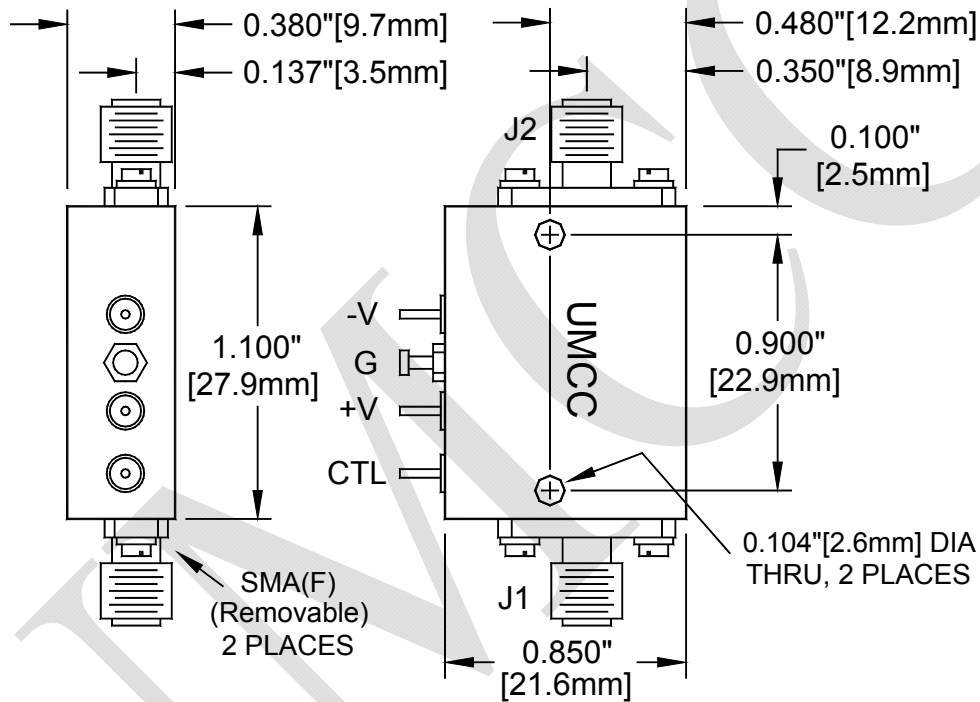 0.380"[9.7mm]
0.137"[3.5mm]
0.480"[12.2mm]
0.350"[8.9mm]
J2
0.100"
[2.5mm]
-V
G
+V
CTL
1.100"
[27.9mm]
UMCC
0.900"
[22.9mm]
SMA(F)
(Removable)
2 PLACES
J1
0.104"[2.6mm] DIA
THRU, 2 PLACES
0.850"
[21.6mm]
UMCC